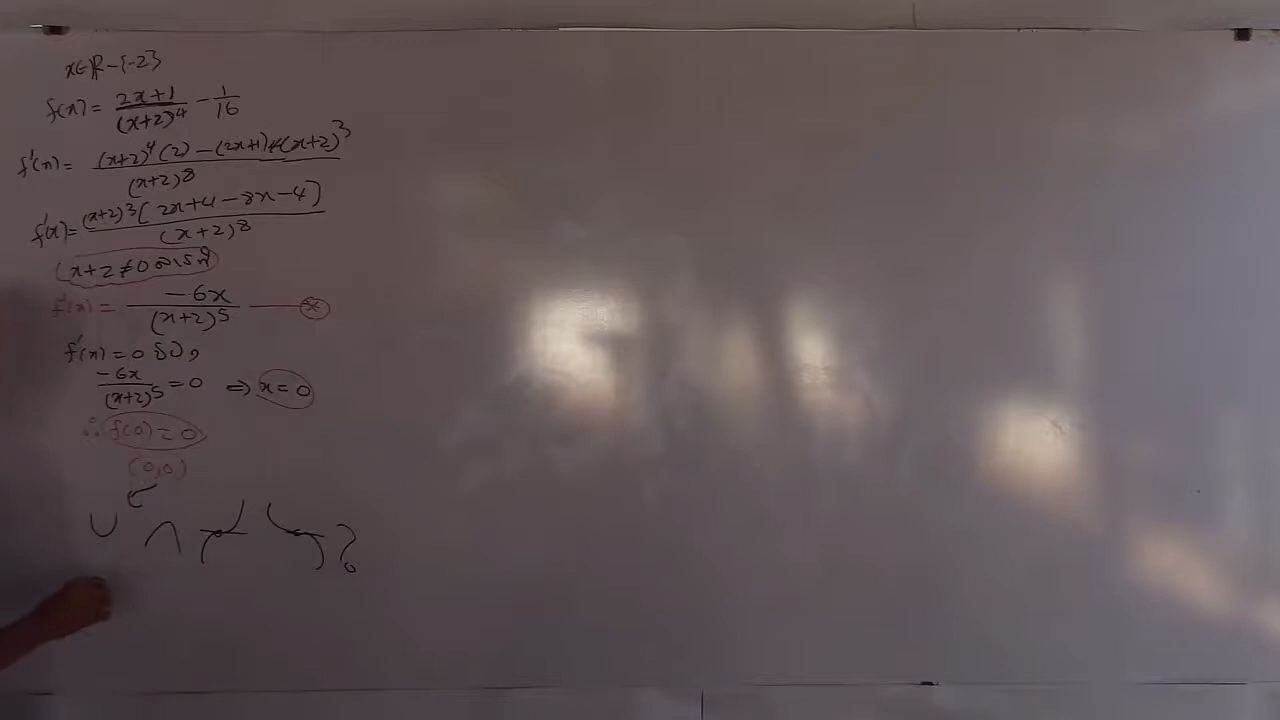 x∈ℝ-{-2}
f(x) = (2x+1)/(x+2)^4 - 1/16
f'(x) = ((x+2)^4(2) - (2x+1)4(x+2)^3)/(x+2)^8
f'(x) = ((x+2)^3[2x+4-8x-4])/(x+2)^8
(x+2≠0
f'(x) = -6x/(x+2)^5 — *
f'(x) = 0
-6x/(x+2)^5 = 0 ⇒ x=0
∴ f(0) = 0
(0,0)
?